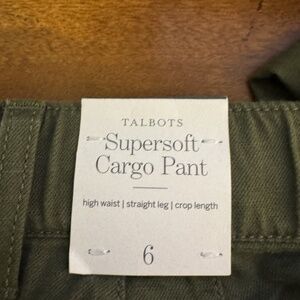 TALBOTS
Supersoft
Cargo Pant
high waist | straight leg | crop length
6